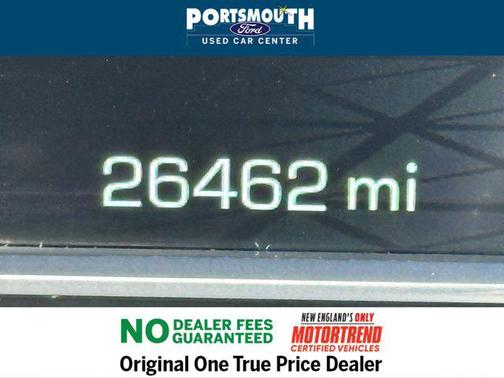 PORTSMOUTH
Ford
USED CAR CENTER
26462 mi
NO DEALER FEES
GUARANTEED
NEW ENGLAND'S ONLY
MOTORTREND
CERTIFIED VEHICLES
Original One True Price Dealer